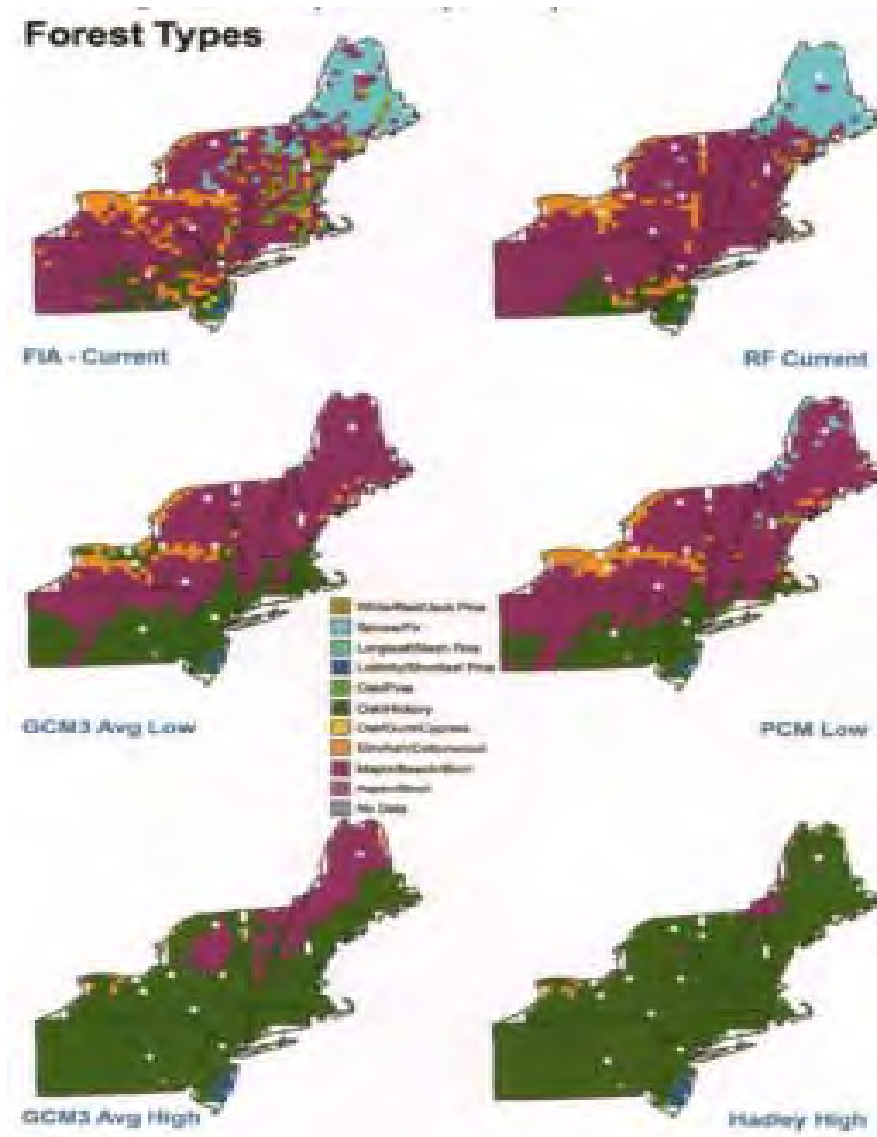 Forest Types
FIA - Current
RF Current
White/Red/Jack Pine
Spruce/Fir
Longleaf/Slash Pine
Loblolly/Shortleaf Pine
Oak/Pine
Oak/Hickory
Oak/Gum/Cypress
Elm/Ash/Cottonwood
Maple/Beech/Birch
Aspen/Birch
No Data
GCM3 Avg Low
PCM Low
GCM3 Avg High
Hadley High